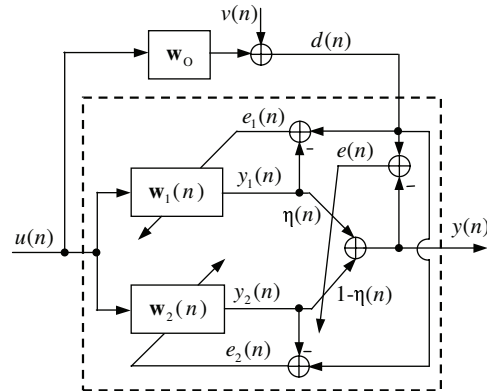 v(n)
w_O
d(n)
e_1(n)
e(n)
-
-
w_1(n)
y_1(n)
η(n)
u(n)
y(n)
w_2(n)
y_2(n)
1-η(n)
-
e_2(n)